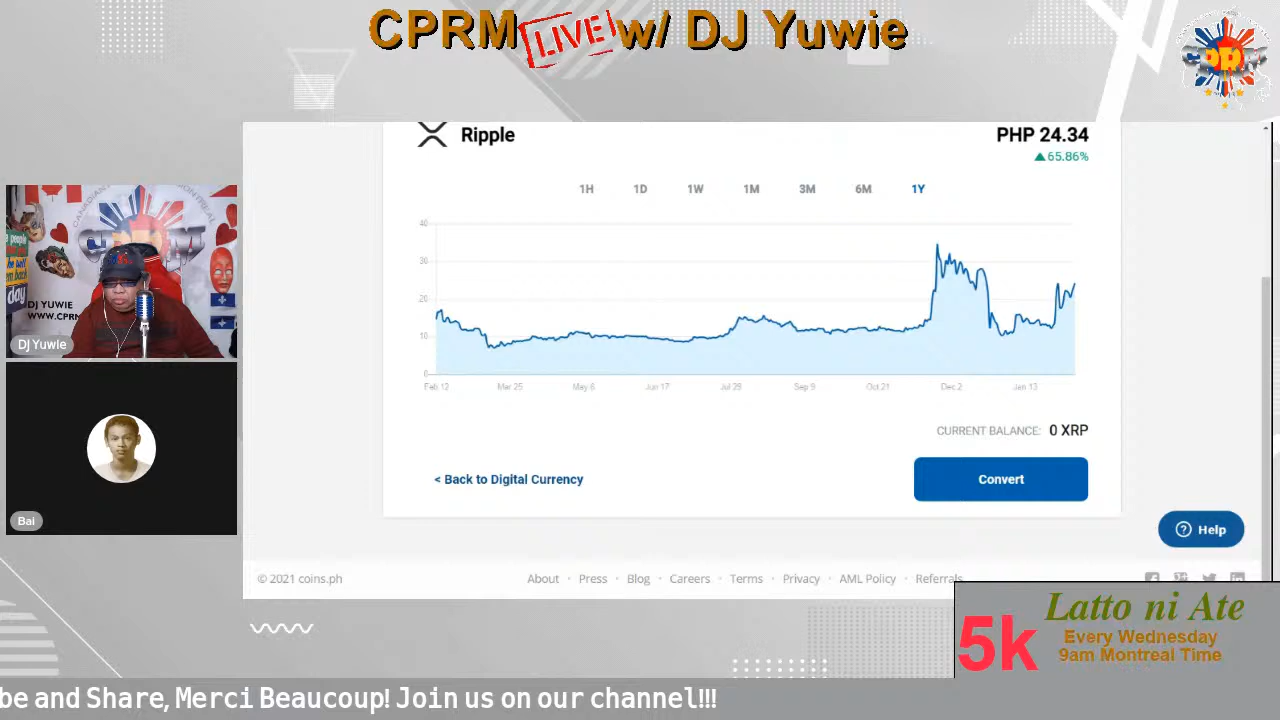 CPRM LIVE w/ DJ Yuwie
Ripple
PHP 24.34
▲65.86%
1H 1D 1W 1M 3M 6M 1Y
40
30
20
10
0
Feb 12 Mar 25 May 6 Jun 17 Jul 29 Sep 9 Oct 21 Dec 2 Jan 13
CURRENT BALANCE: 0 XRP
< Back to Digital Currency
Convert
Help
© 2021 coins.ph
About · Press · Blog · Careers · Terms · Privacy · AML Policy · Referrals
DJ YUWIE
WWW.CPRM
DJ Yuwie
Bai
5k
Latto ni Ate
Every Wednesday
9am Montreal Time
be and Share, Merci Beaucoup! Join us on our channel!!!